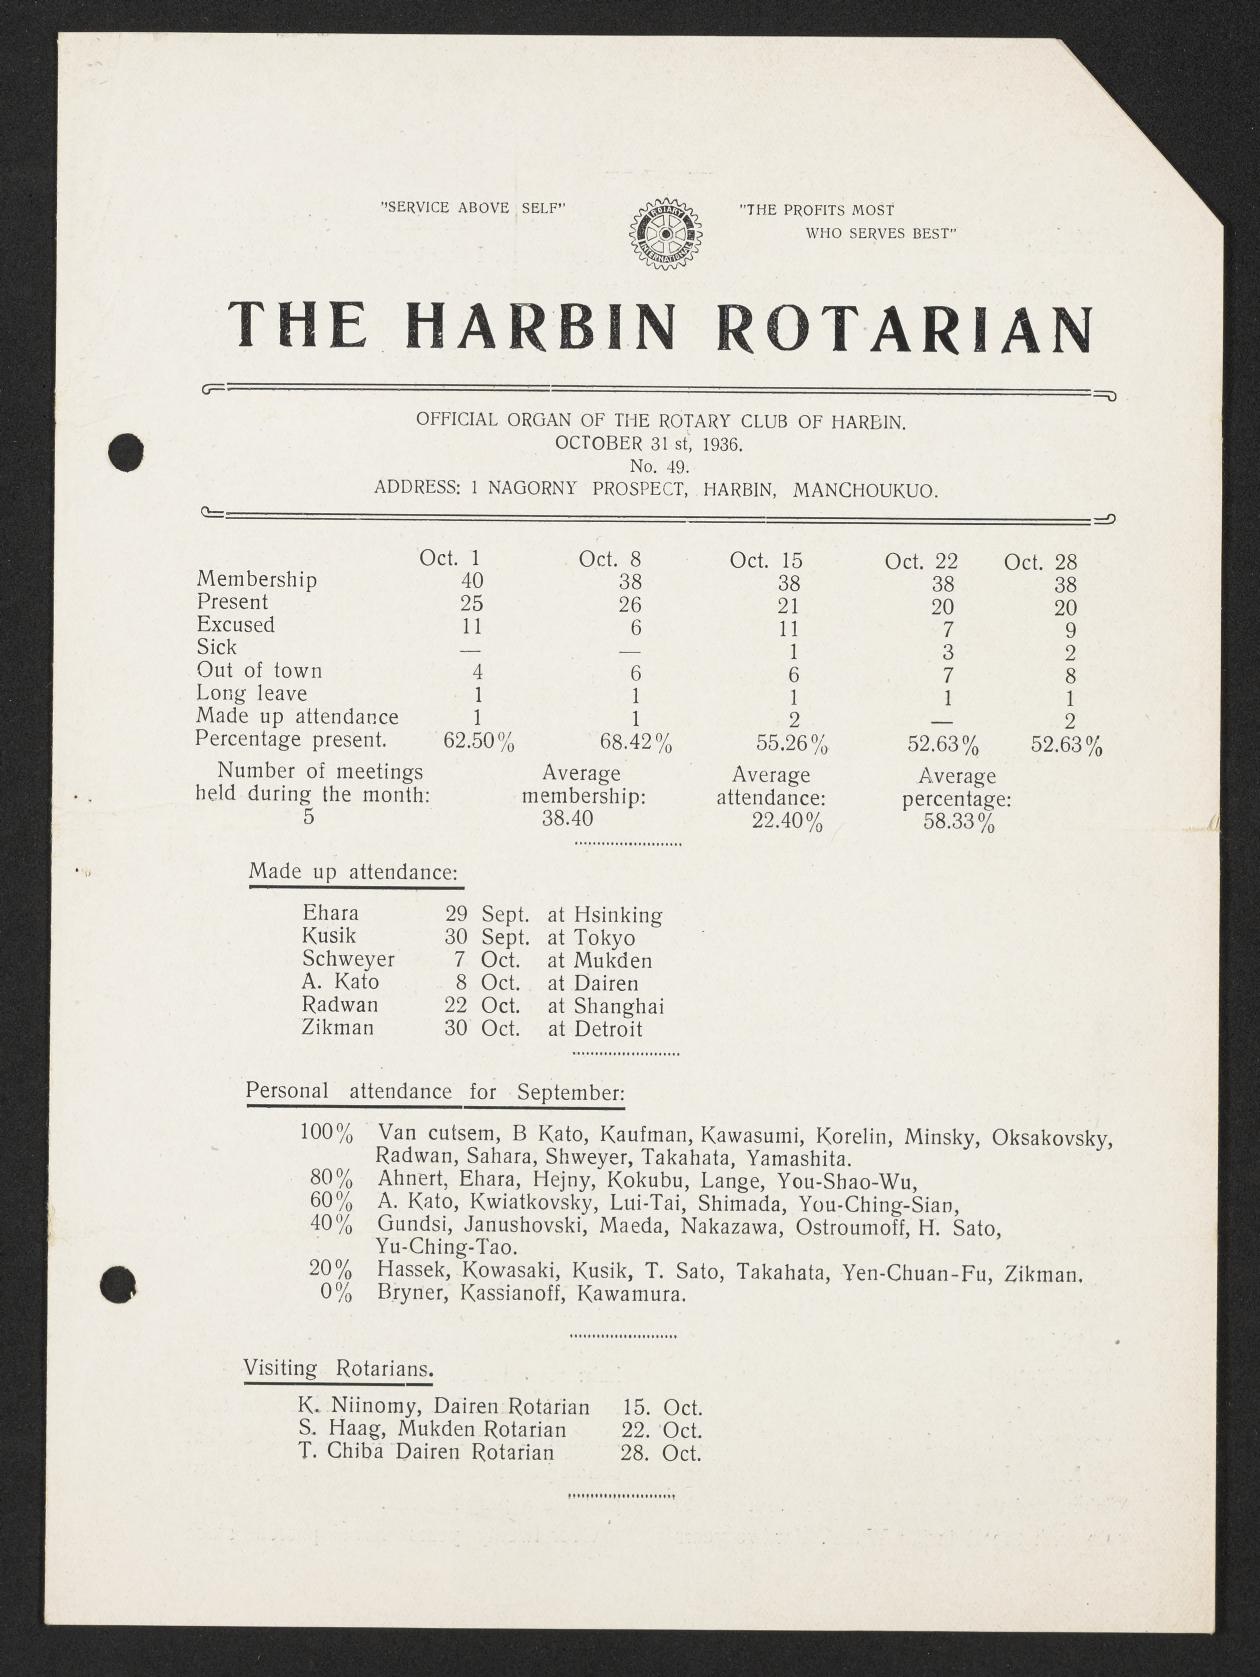 "SERVICE ABOVE SELF"
ROTARY
INTERNATIONAL
"THE PROFITS MOST
WHO SERVES BEST"
THE HARBIN ROTARIAN
OFFICIAL ORGAN OF THE ROTARY CLUB OF HARBIN.
OCTOBER 31 st, 1936.
No. 49.
ADDRESS: 1 NAGORNY PROSPECT, HARBIN, MANCHOUKUO.
Oct. 1 Oct. 8 Oct. 15 Oct. 22 Oct. 28
Membership 40 38 38 38 38
Present 25 26 21 20 20
Excused 11 6 11 7 9
Sick — — 1 3 2
Out of town 4 6 6 7 8
Long leave 1 1 1 1 1
Made up attendance 1 1 2 — 2
Percentage present. 62.50% 68.42% 55.26% 52.63% 52.63%
Number of meetings Average Average Average
held during the month: membership: attendance: percentage:
5 38.40 22.40% 58.33%
Made up attendance:
Ehara 29 Sept. at Hsinking
Kusik 30 Sept. at Tokyo
Schweyer 7 Oct. at Mukden
A. Kato 8 Oct. at Dairen
Radwan 22 Oct. at Shanghai
Zikman 30 Oct. at Detroit
Personal attendance for September:
100% Van cutsem, B Kato, Kaufman, Kawasumi, Korelin, Minsky, Oksakovsky,
Radwan, Sahara, Shweyer, Takahata, Yamashita.
80% Ahnert, Ehara, Hejny, Kokubu, Lange, You-Shao-Wu,
60% A. Kato, Kwiatkovsky, Lui-Tai, Shimada, You-Ching-Sian,
40% Gundsi, Janushovski, Maeda, Nakazawa, Ostroumoff, H. Sato,
Yu-Ching-Tao.
20% Hassek, Kowasaki, Kusik, T. Sato, Takahata, Yen-Chuan-Fu, Zikman.
0% Bryner, Kassianoff, Kawamura.
Visiting Rotarians.
K. Niinomy, Dairen Rotarian 15. Oct.
S. Haag, Mukden Rotarian 22. Oct.
T. Chiba Dairen Rotarian 28. Oct.